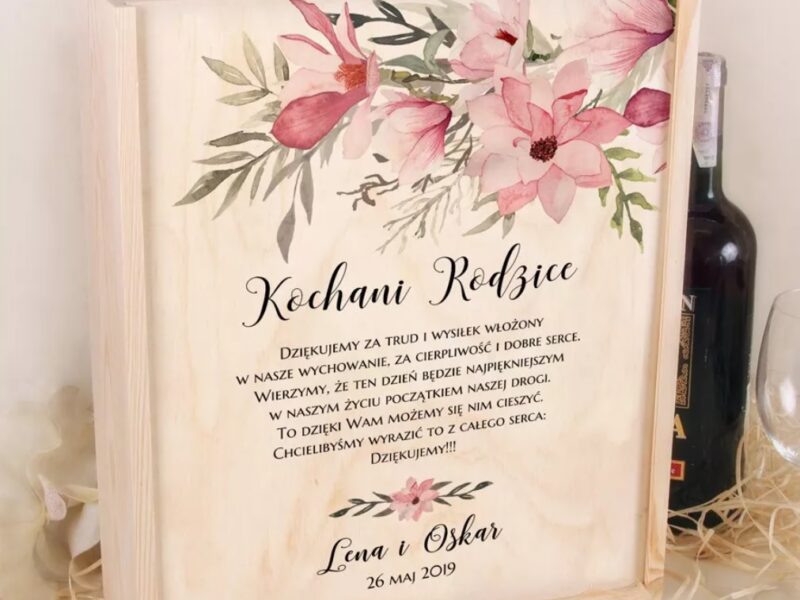 Kochani Rodzice
Dziękujemy za trud i wysiłek włożony
w nasze wychowanie, za cierpliwość i dobre serce.
Wierzymy, że ten dzień będzie najpiękniejszym
w naszym życiu początkiem naszej drogi.
To dzięki Wam możemy się nim cieszyć.
Chcielibyśmy wyrazić to z całego serca:
Dziękujemy!!!
Lena i Oskar
26 maj 2019